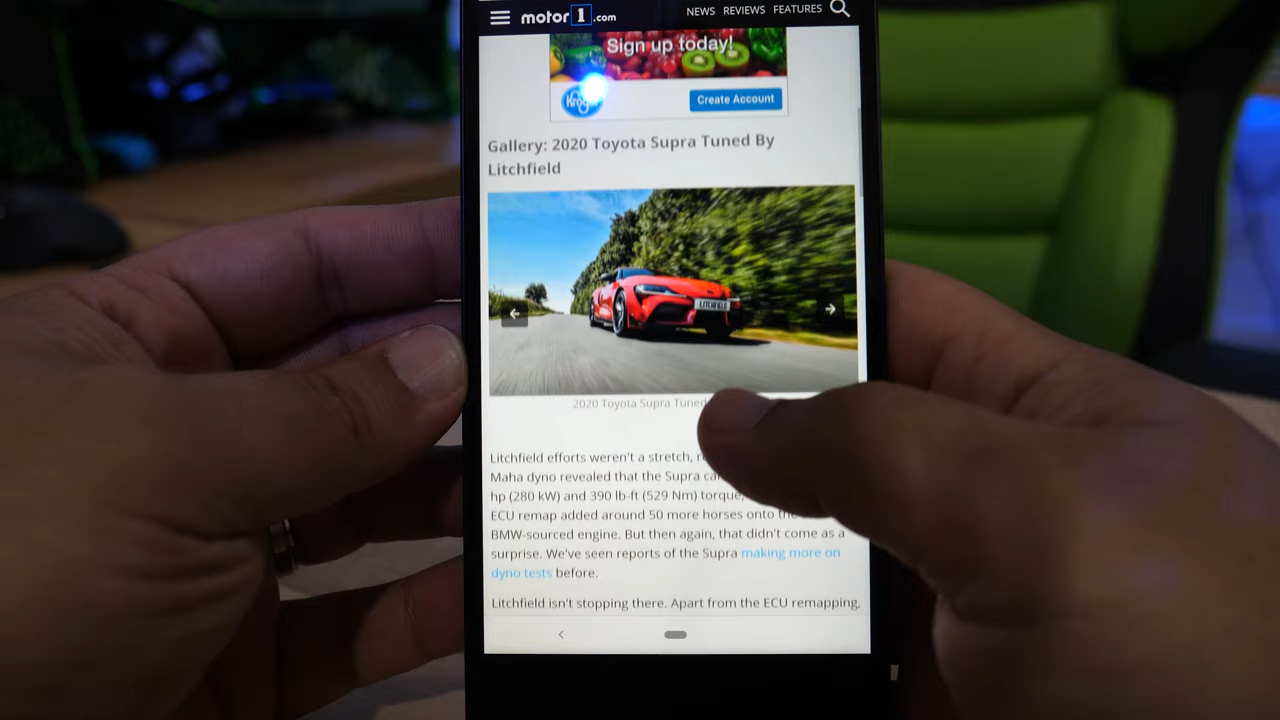 motor1.com NEWS REVIEWS FEATURES
Sign up today!
Kroger Create Account
Gallery: 2020 Toyota Supra Tuned By
Litchfield
LITCHFIELD
2020 Toyota Supra Tuned
Litchfield efforts weren't a stretch,
Maha dyno revealed that the Supra
hp (280 kW) and 390 lb-ft (529 Nm) torque,
ECU remap added around 50 more horses onto
BMW-sourced engine. But then again, that didn't come as a
surprise. We've seen reports of the Supra making more on
dyno tests before.
Litchfield isn't stopping there. Apart from the ECU remapping,